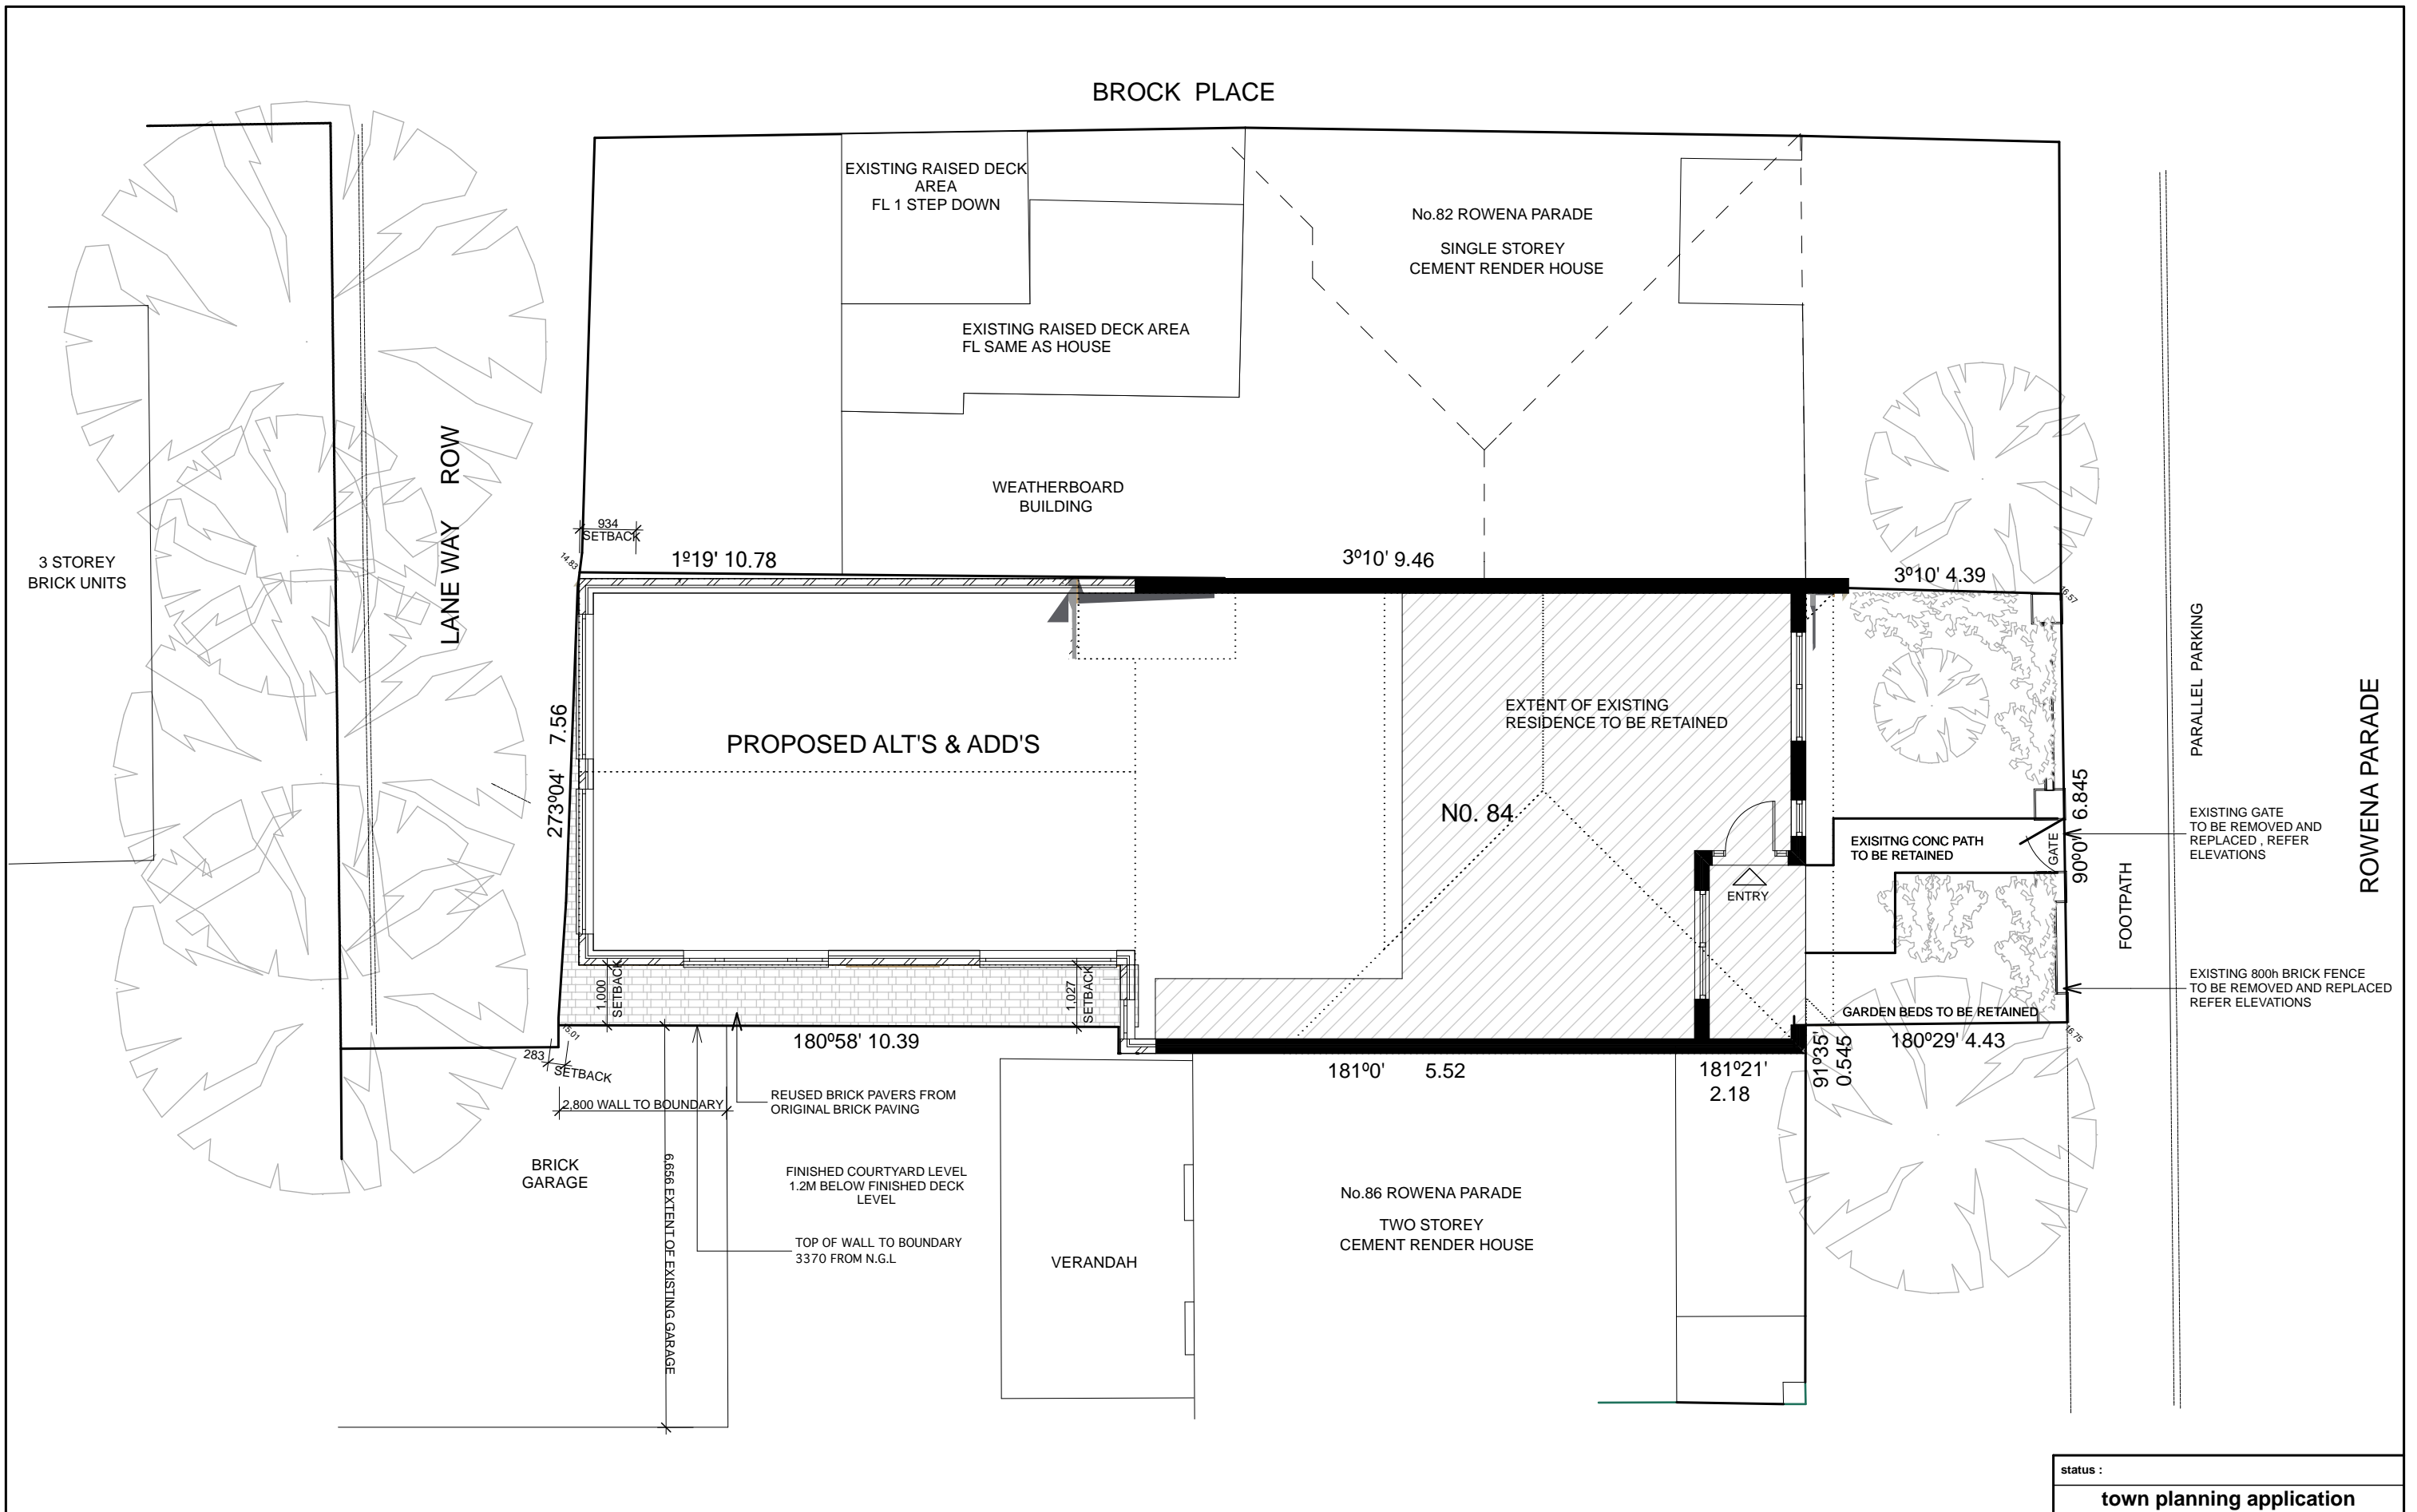 BROCK PLACE
EXISTING RAISED DECK
AREA
FL 1 STEP DOWN
No.82 ROWENA PARADE
SINGLE STOREY
CEMENT RENDER HOUSE
EXISTING RAISED DECK AREA
FL SAME AS HOUSE
WEATHERBOARD
BUILDING
LANE WAY ROW
3 STOREY
BRICK UNITS
934
SETBACK
14.83
1º19' 10.78
3º10' 9.46
3º10' 4.39
16.57
273º04' 7.56
PROPOSED ALT'S & ADD'S
EXTENT OF EXISTING
RESIDENCE TO BE RETAINED
N0. 84
ENTRY
EXISITNG CONC PATH
TO BE RETAINED
GATE
90º0' 6.845
PARALLEL PARKING
FOOTPATH
ROWENA PARADE
EXISTING GATE
TO BE REMOVED AND
REPLACED , REFER
ELEVATIONS
EXISTING 800h BRICK FENCE
TO BE REMOVED AND REPLACED
REFER ELEVATIONS
GARDEN BEDS TO BE RETAINED
1,000
SETBACK
1,027
SETBACK
15.01
283
SETBACK
180º58' 10.39
181º0' 5.52
181º21'
2.18
91º35'
0.545
180º29' 4.43
16.75
2,800 WALL TO BOUNDARY
REUSED BRICK PAVERS FROM
ORIGINAL BRICK PAVING
BRICK
GARAGE
6,656 EXTENT OF EXISTING GARAGE
FINISHED COURTYARD LEVEL
1.2M BELOW FINISHED DECK
LEVEL
TOP OF WALL TO BOUNDARY
3370 FROM N.G.L
VERANDAH
No.86 ROWENA PARADE
TWO STOREY
CEMENT RENDER HOUSE
status :
town planning application